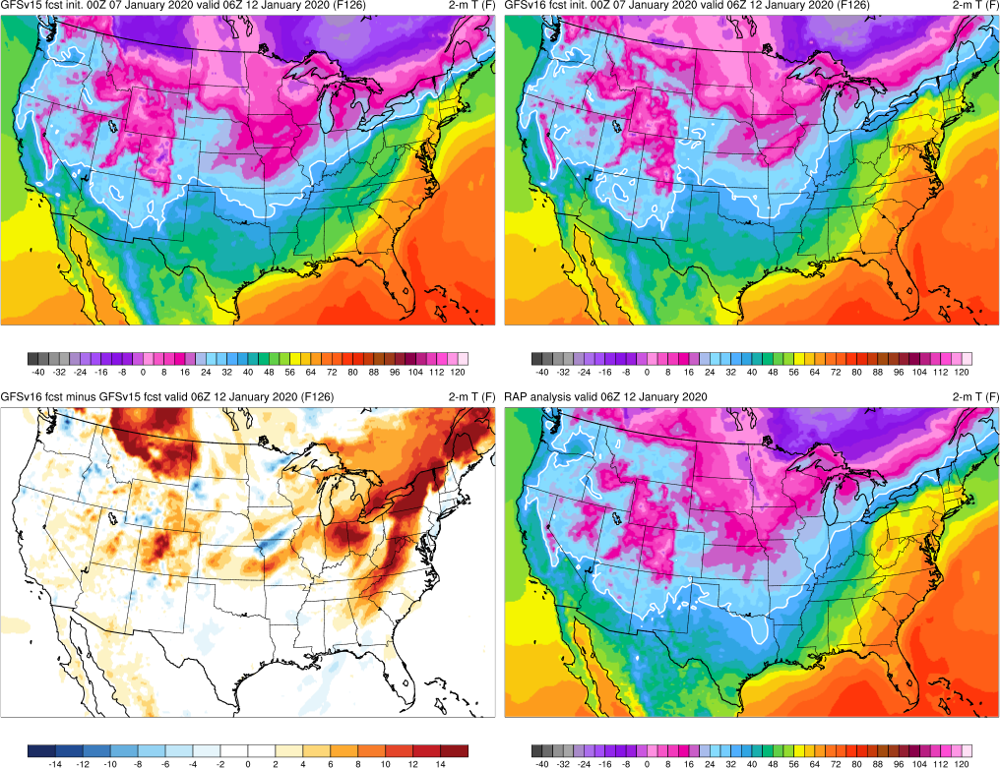 GFSv15 fcst init. 00Z 07 January 2020 valid 06Z 12 January 2020 (F126) 2-m T (F)
GFSv16 fcst init. 00Z 07 January 2020 valid 06Z 12 January 2020 (F126) 2-m T (F)
-40 -32 -24 -16 -8 0 8 16 24 32 40 48 56 64 72 80 88 96 104 112 120
-40 -32 -24 -16 -8 0 8 16 24 32 40 48 56 64 72 80 88 96 104 112 120
GFSv16 fcst minus GFSv15 fcst valid 06Z 12 January 2020 (F126) 2-m T (F)
RAP analysis valid 06Z 12 January 2020 2-m T (F)
-14 -12 -10 -8 -6 -4 -2 0 2 4 6 8 10 12 14
-40 -32 -24 -16 -8 0 8 16 24 32 40 48 56 64 72 80 88 96 104 112 120